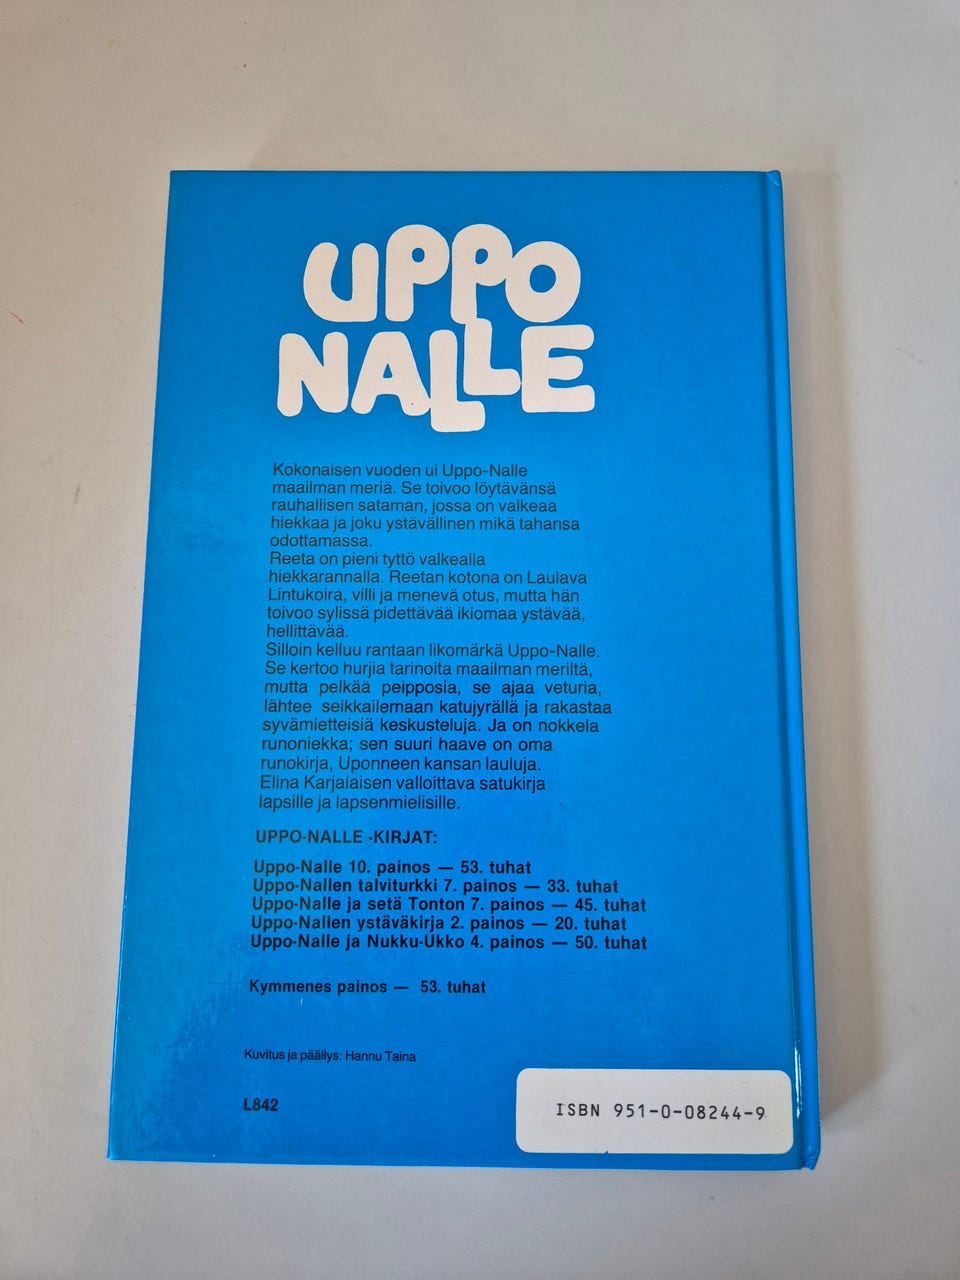 UPPO
NALLE
Kokonaisen vuoden ui Uppo-Nalle
maailman meriä. Se toivoo löytävänsä
rauhallisen sataman, jossa on valkeaa
hiekkaa ja joku ystävällinen mikä tahansa
odottamassa.
Reeta on pieni tyttö valkealla
hiekkarannalla. Reetan kotona on Laulava
Lintukoira, villi ja menevä otus, mutta hän
toivoo sylissä pidettävää ikiomaa ystävää,
hellittävää.
Silloin kelluu rantaan likomärkä Uppo-Nalle.
Se kertoo hurjia tarinoita maailman meriltä,
mutta pelkää peipposia, se ajaa veturia,
lähtee seikkailemaan katujyrällä ja rakastaa
syvämietteisiä keskusteluja. Ja on nokkela
runoniekka; sen suuri haave on oma
runokirja, Uponneen kansan lauluja.
Elina Karjalaisen valloittava satukirja
lapsille ja lapsenmielisille.
UPPO-NALLE -KIRJAT:
Uppo-Nalle 10. painos — 53. tuhat
Uppo-Nallen talviturkki 7. painos — 33. tuhat
Uppo-Nalle ja setä Tonton 7. painos — 45. tuhat
Uppo-Nallen ystäväkirja 2. painos — 20. tuhat
Uppo-Nalle ja Nukku-Ukko 4. painos — 50. tuhat
Kymmenes painos — 53. tuhat
Kuvitus ja päällys: Hannu Taina
L842
ISBN 951-0-08244-9